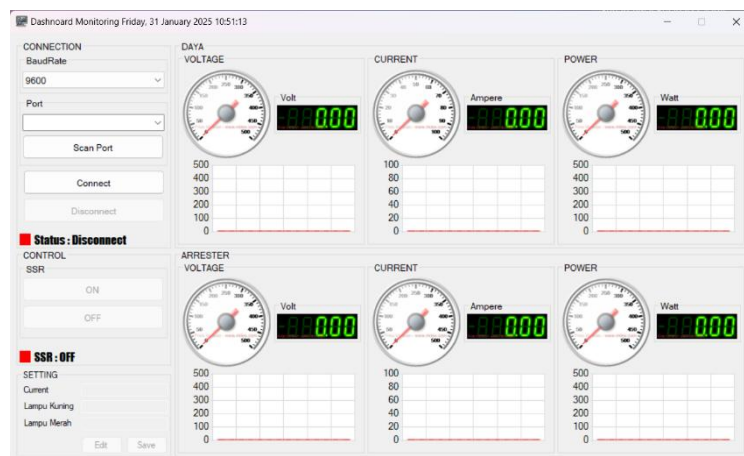 Dashnoard Monitoring Friday, 31 January 2025 10:51:13
CONNECTION
BaudRate
9600
Port
Scan Port
Connect
Disconnect
Status : Disconnect
CONTROL
SSR
ON
OFF
SSR : OFF
SETTING
Current
Lampu Kuning
Lampu Merah
Edit Save
DAYA
VOLTAGE
Volt
0.00
500
400
300
200
100
0
CURRENT
Ampere
0.00
100
80
60
40
20
0
POWER
Watt
0.00
500
400
300
200
100
0
ARRESTER
VOLTAGE
Volt
0.00
500
400
300
200
100
0
CURRENT
Ampere
0.00
100
80
60
40
20
0
POWER
Watt
0.00
500
400
300
200
100
0